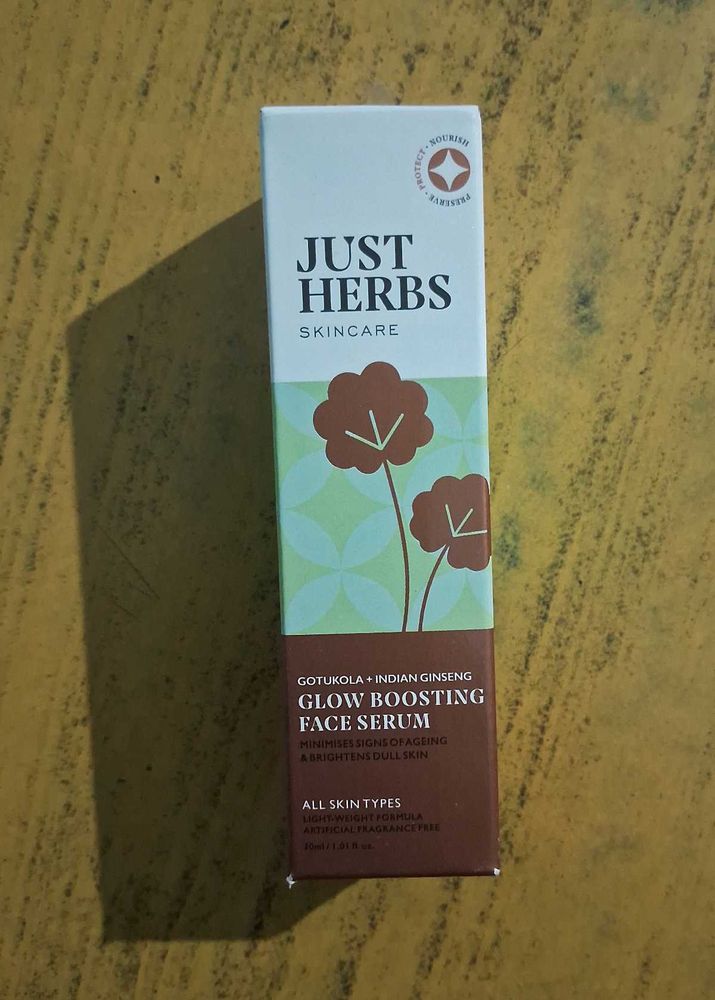 PROTECT • NOURISH
PRESERVE •
JUST
HERBS
SKINCARE
GOTUKOLA + INDIAN GINSENG
GLOW BOOSTING
FACE SERUM
MINIMISES SIGNS OF AGEING
& BRIGHTENS DULL SKIN
ALL SKIN TYPES
LIGHT-WEIGHT FORMULA
ARTIFICIAL FRAGRANCE FREE
30ml / 1.01 fl oz.